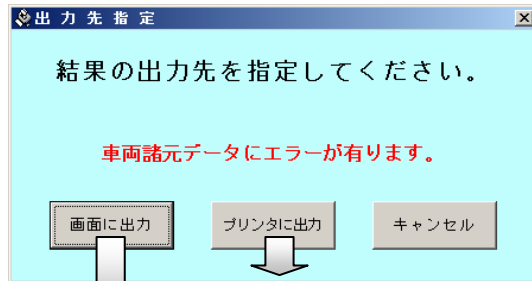 出力先指定
結果の出力先を指定してください。
車両諸元データにエラーが有ります。
画面に出力 プリンタに出力 キャンセル